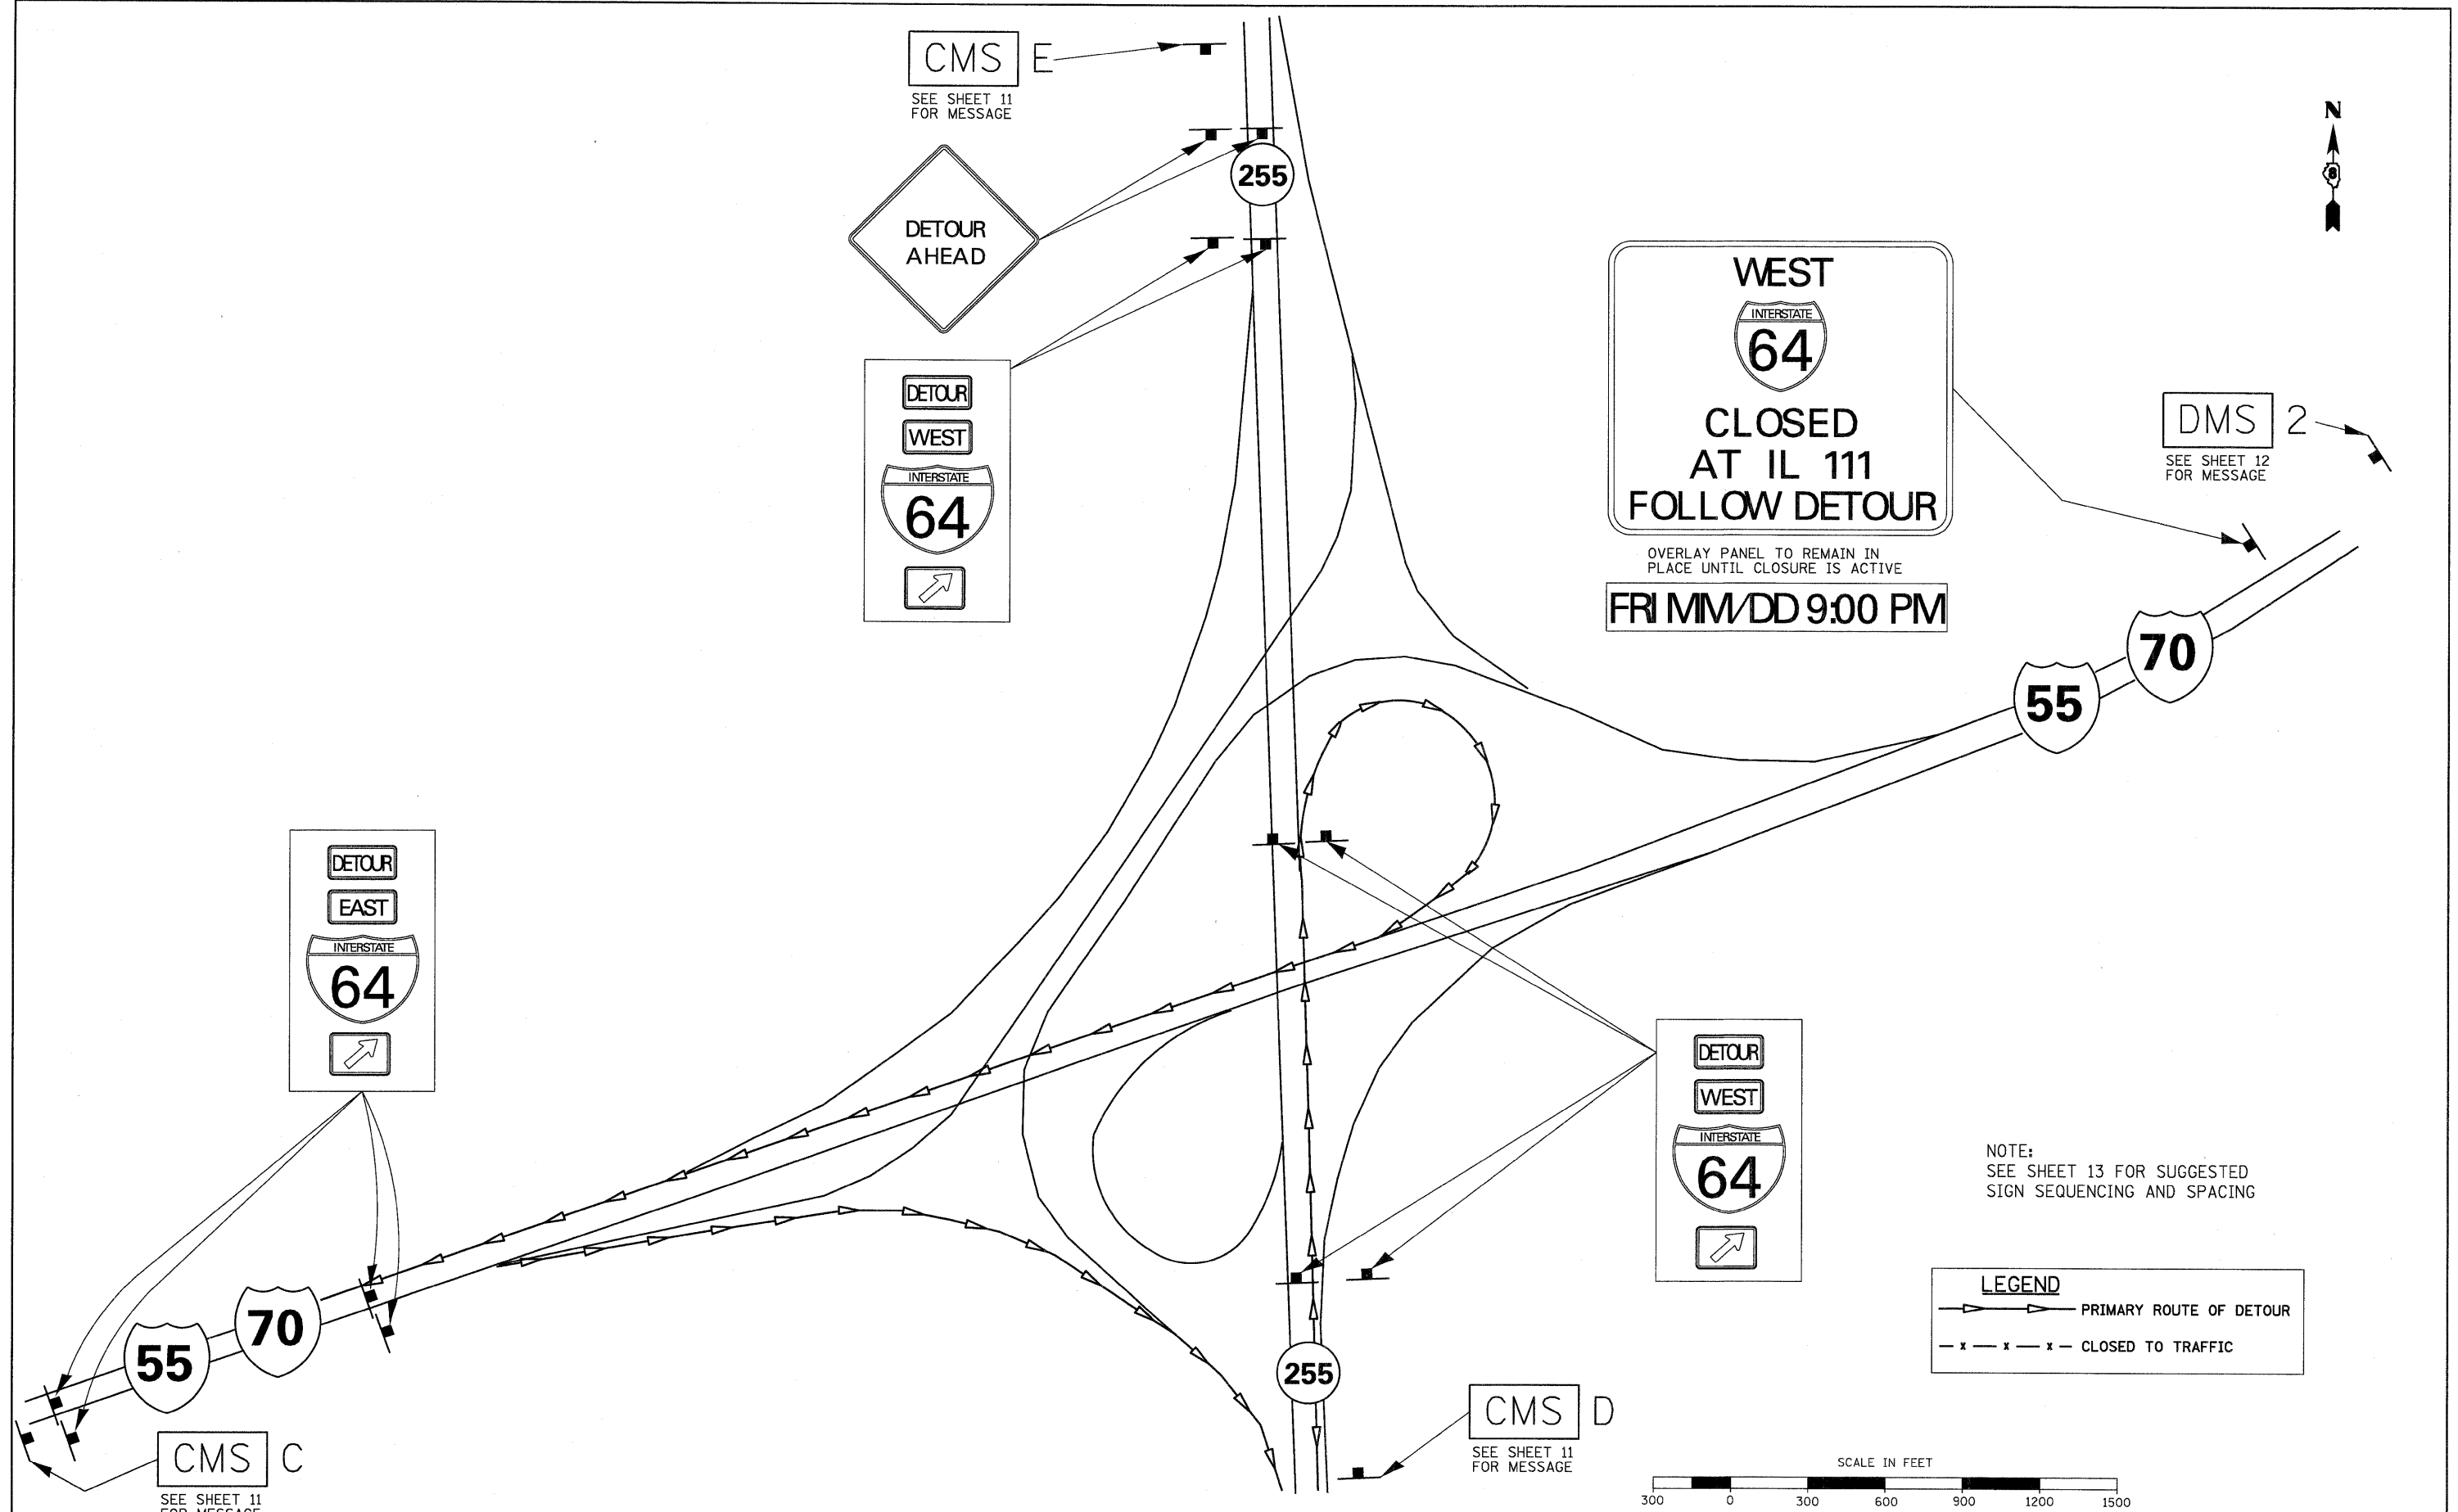 CMS E
SEE SHEET 11
FOR MESSAGE
N
8
255
DETOUR
AHEAD
WEST
INTERSTATE
64
CLOSED
AT IL 111
FOLLOW DETOUR
OVERLAY PANEL TO REMAIN IN
PLACE UNTIL CLOSURE IS ACTIVE
FRI MM/DD 9:00 PM
DETOUR
WEST
INTERSTATE
64
DMS 2
SEE SHEET 12
FOR MESSAGE
70
55
DETOUR
EAST
INTERSTATE
64
DETOUR
WEST
INTERSTATE
64
NOTE:
SEE SHEET 13 FOR SUGGESTED
SIGN SEQUENCING AND SPACING
LEGEND
PRIMARY ROUTE OF DETOUR
x x x CLOSED TO TRAFFIC
70
55
255
CMS C
SEE SHEET 11
FOR MESSAGE
CMS D
SEE SHEET 11
FOR MESSAGE
SCALE IN FEET
300 0 300 600 900 1200 1500